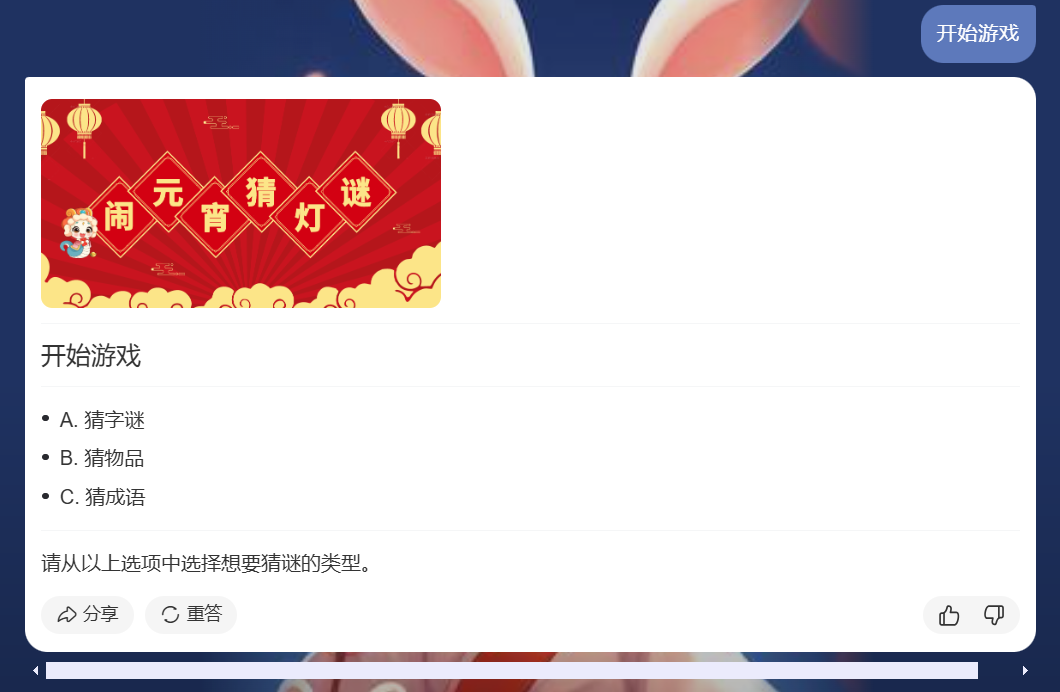 开始游戏
闹元宵猜灯谜
开始游戏
• A. 猜字谜
• B. 猜物品
• C. 猜成语
请从以上选项中选择想要猜谜的类型。
分享 重答